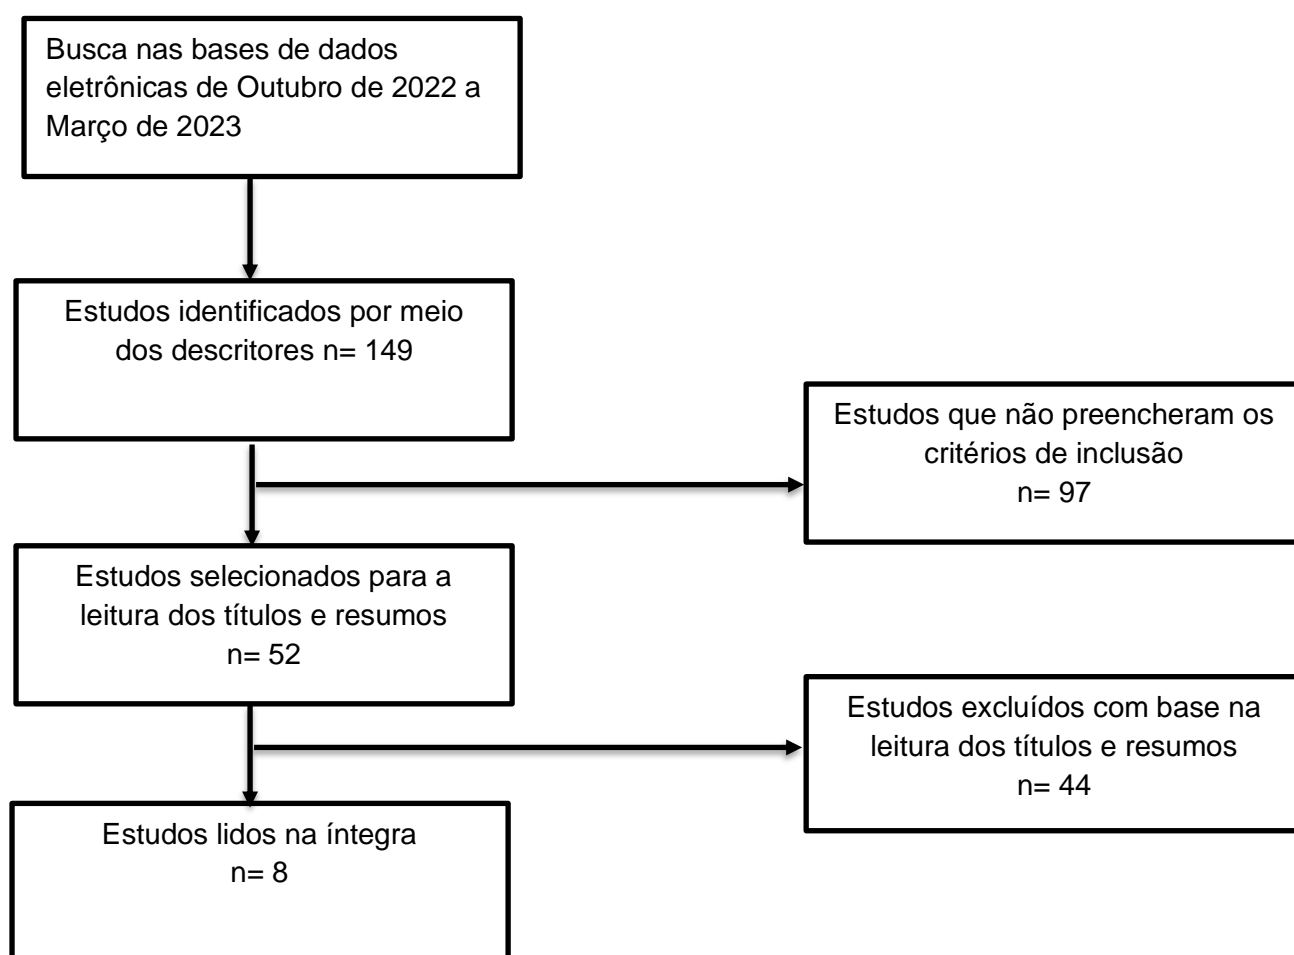 Busca nas bases de dados
eletrônicas de Outubro de 2022 a
Março de 2023
Estudos identificados por meio
dos descritores n= 149
Estudos que não preencheram os
critérios de inclusão
n= 97
Estudos selecionados para a
leitura dos títulos e resumos
n= 52
Estudos excluídos com base na
leitura dos títulos e resumos
n= 44
Estudos lidos na íntegra
n= 8